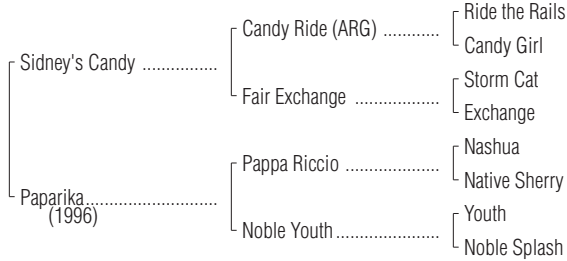 Ride the Rails
Candy Ride (ARG) ............
Candy Girl
Sidney's Candy ................
Storm Cat
Fair Exchange ..................
Exchange
Nashua
Pappa Riccio ....................
Native Sherry
Paparika............................
(1996)
Youth
Noble Youth......................
Noble Splash